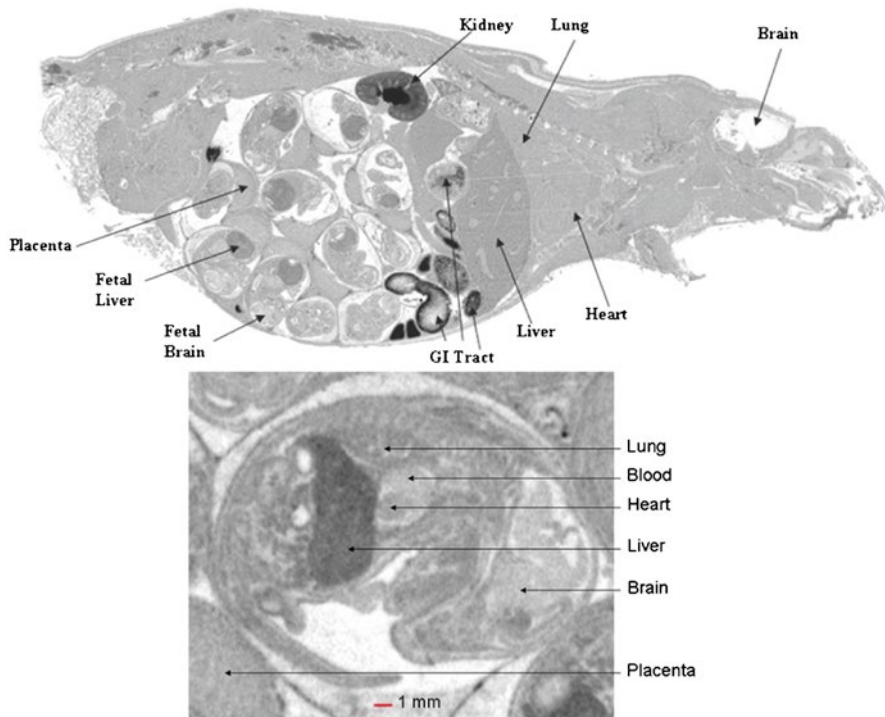 Kidney
Lung
Brain
Placenta
Fetal
Liver
Fetal
Brain
GI Tract
Liver
Heart
Lung
Blood
Heart
Liver
Brain
Placenta
1 mm